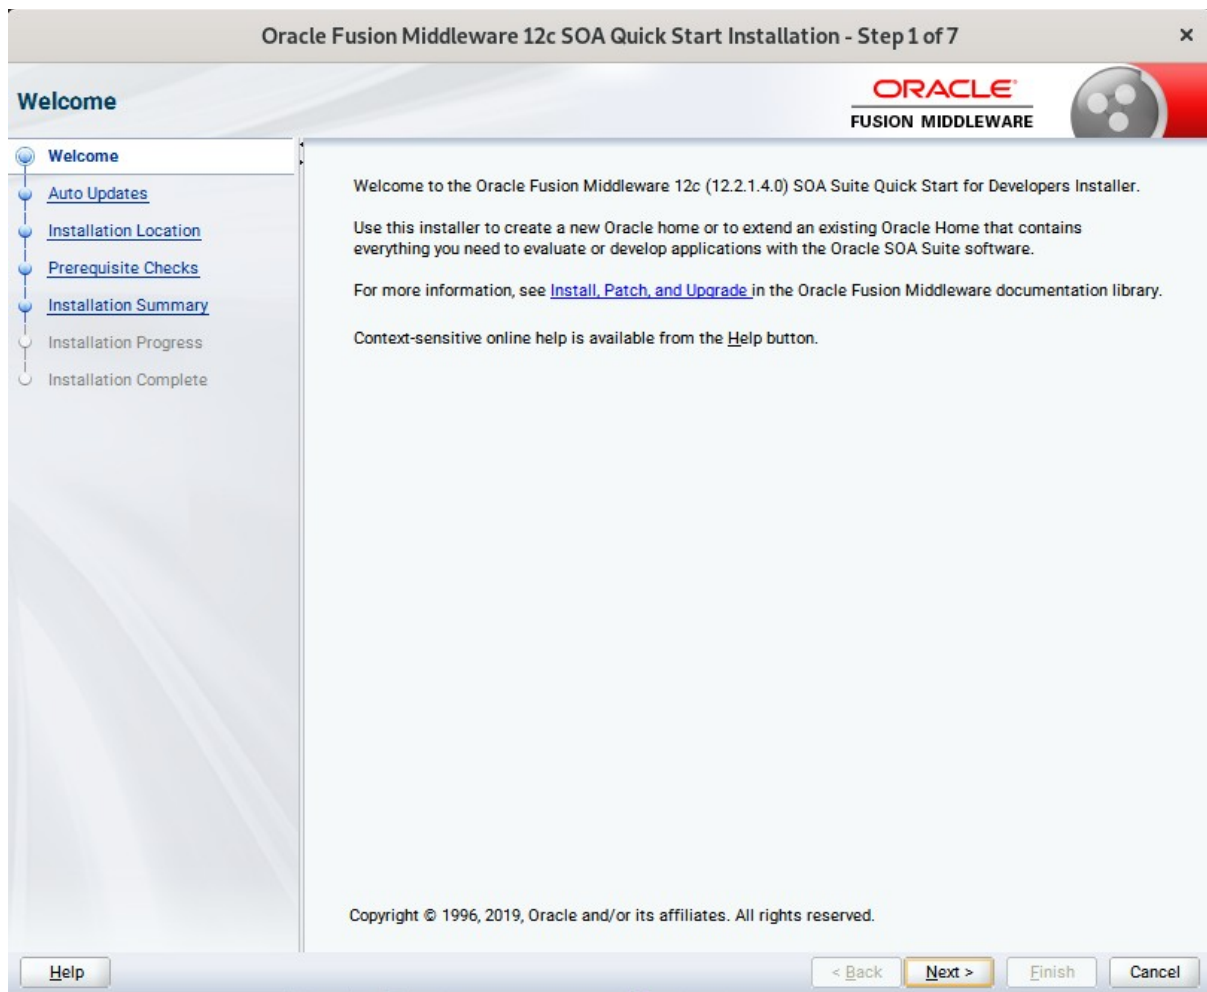 Oracle Fusion Middleware 12c SOA Quick Start Installation - Step 1 of 7
Welcome
ORACLE
FUSION MIDDLEWARE
Welcome
Auto Updates
Installation Location
Prerequisite Checks
Installation Summary
Installation Progress
Installation Complete
Welcome to the Oracle Fusion Middleware 12c (12.2.1.4.0) SOA Suite Quick Start for Developers Installer.
Use this installer to create a new Oracle home or to extend an existing Oracle Home that contains
everything you need to evaluate or develop applications with the Oracle SOA Suite software.
For more information, see Install, Patch, and Upgrade in the Oracle Fusion Middleware documentation library.
Context-sensitive online help is available from the Help button.
Copyright © 1996, 2019, Oracle and/or its affiliates. All rights reserved.
Help
< Back
Next >
Finish
Cancel